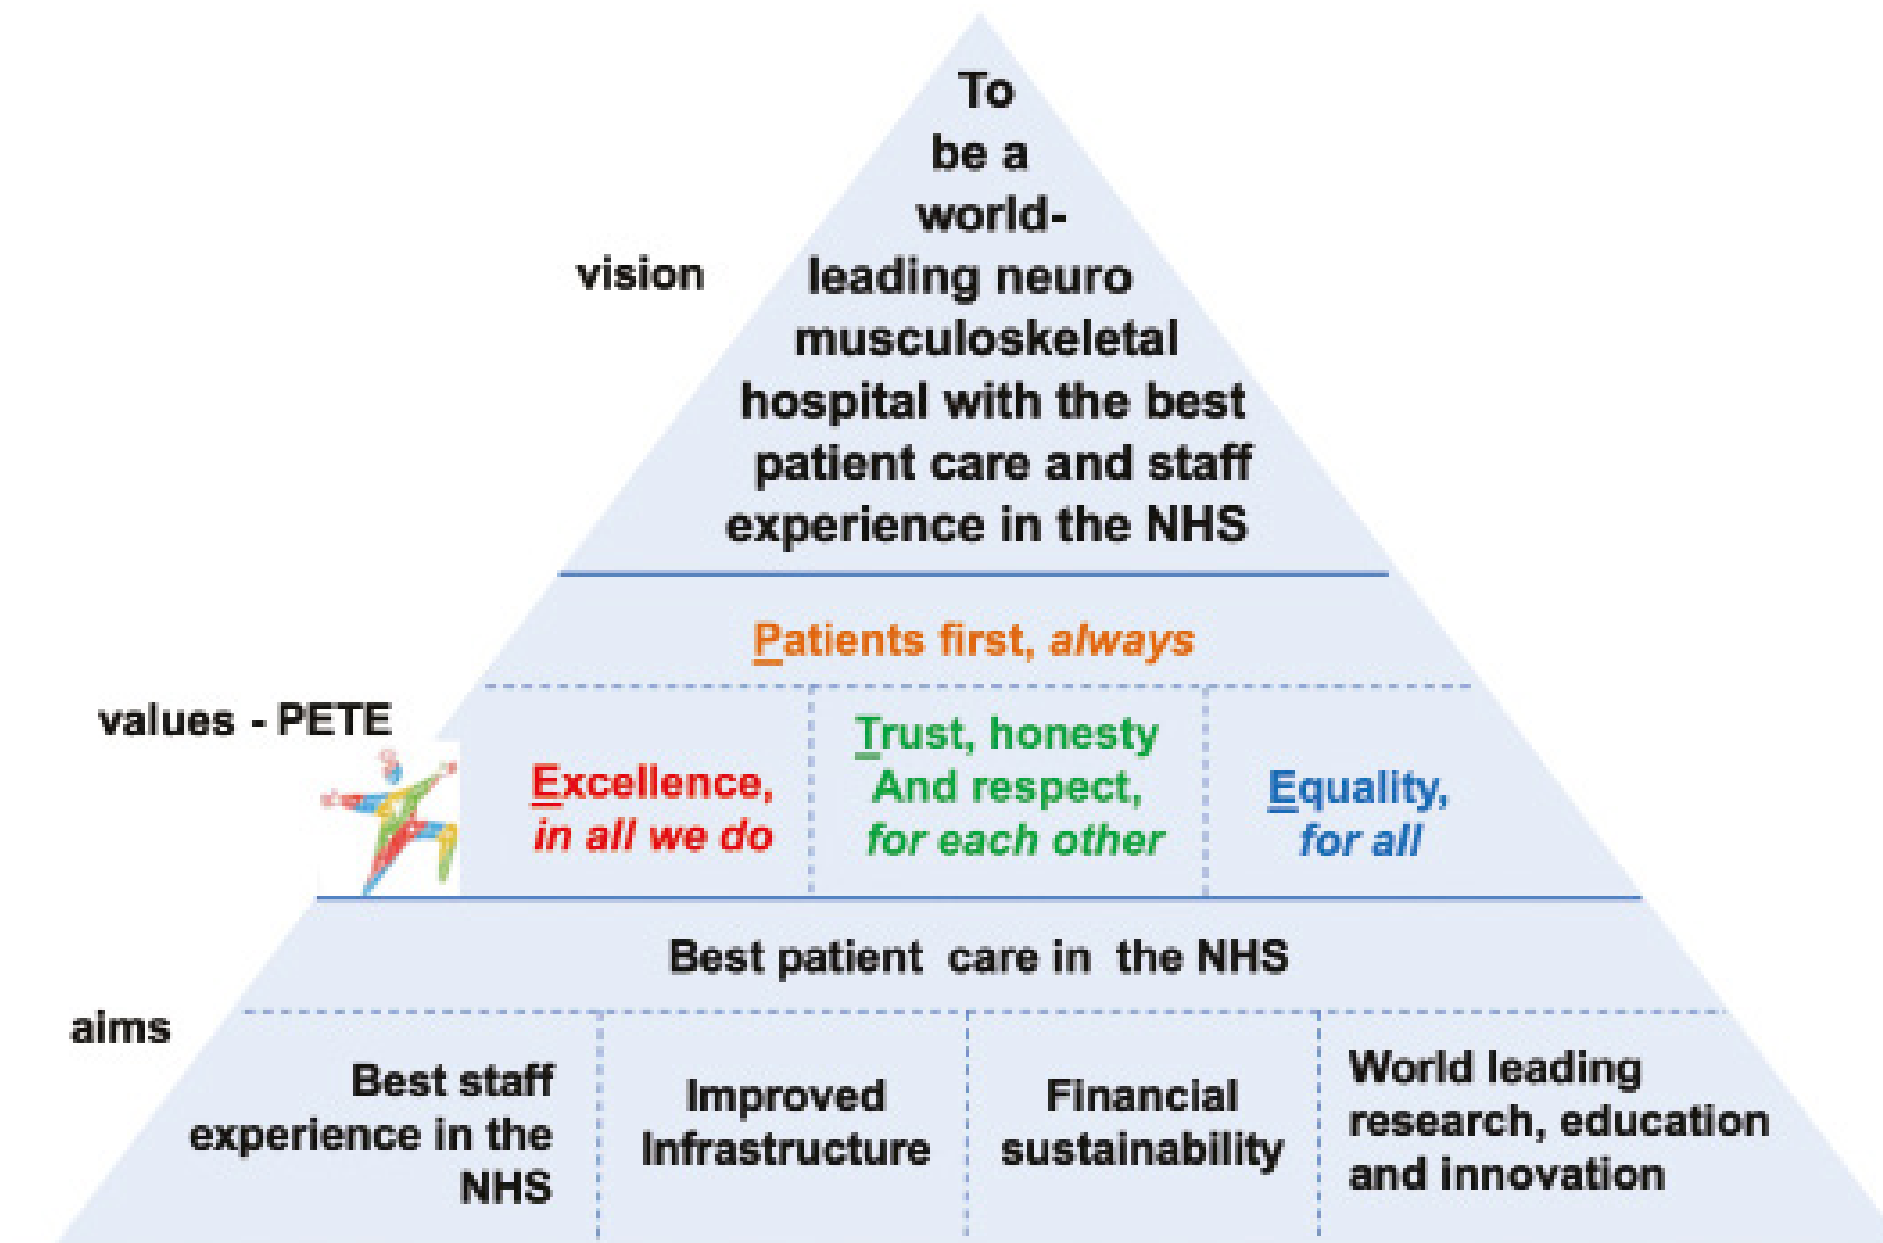 To
be a
world-
leading neuro
musculoskeletal
hospital with the best
patient care and staff
experience in the NHS
vision
Patients first, always
values - PETE
Excellence,
in all we do
Trust, honesty
And respect,
for each other
Equality,
for all
Best patient care in the NHS
aims
Best staff
experience in the
NHS
Improved
Infrastructure
Financial
sustainability
World leading
research, education
and innovation